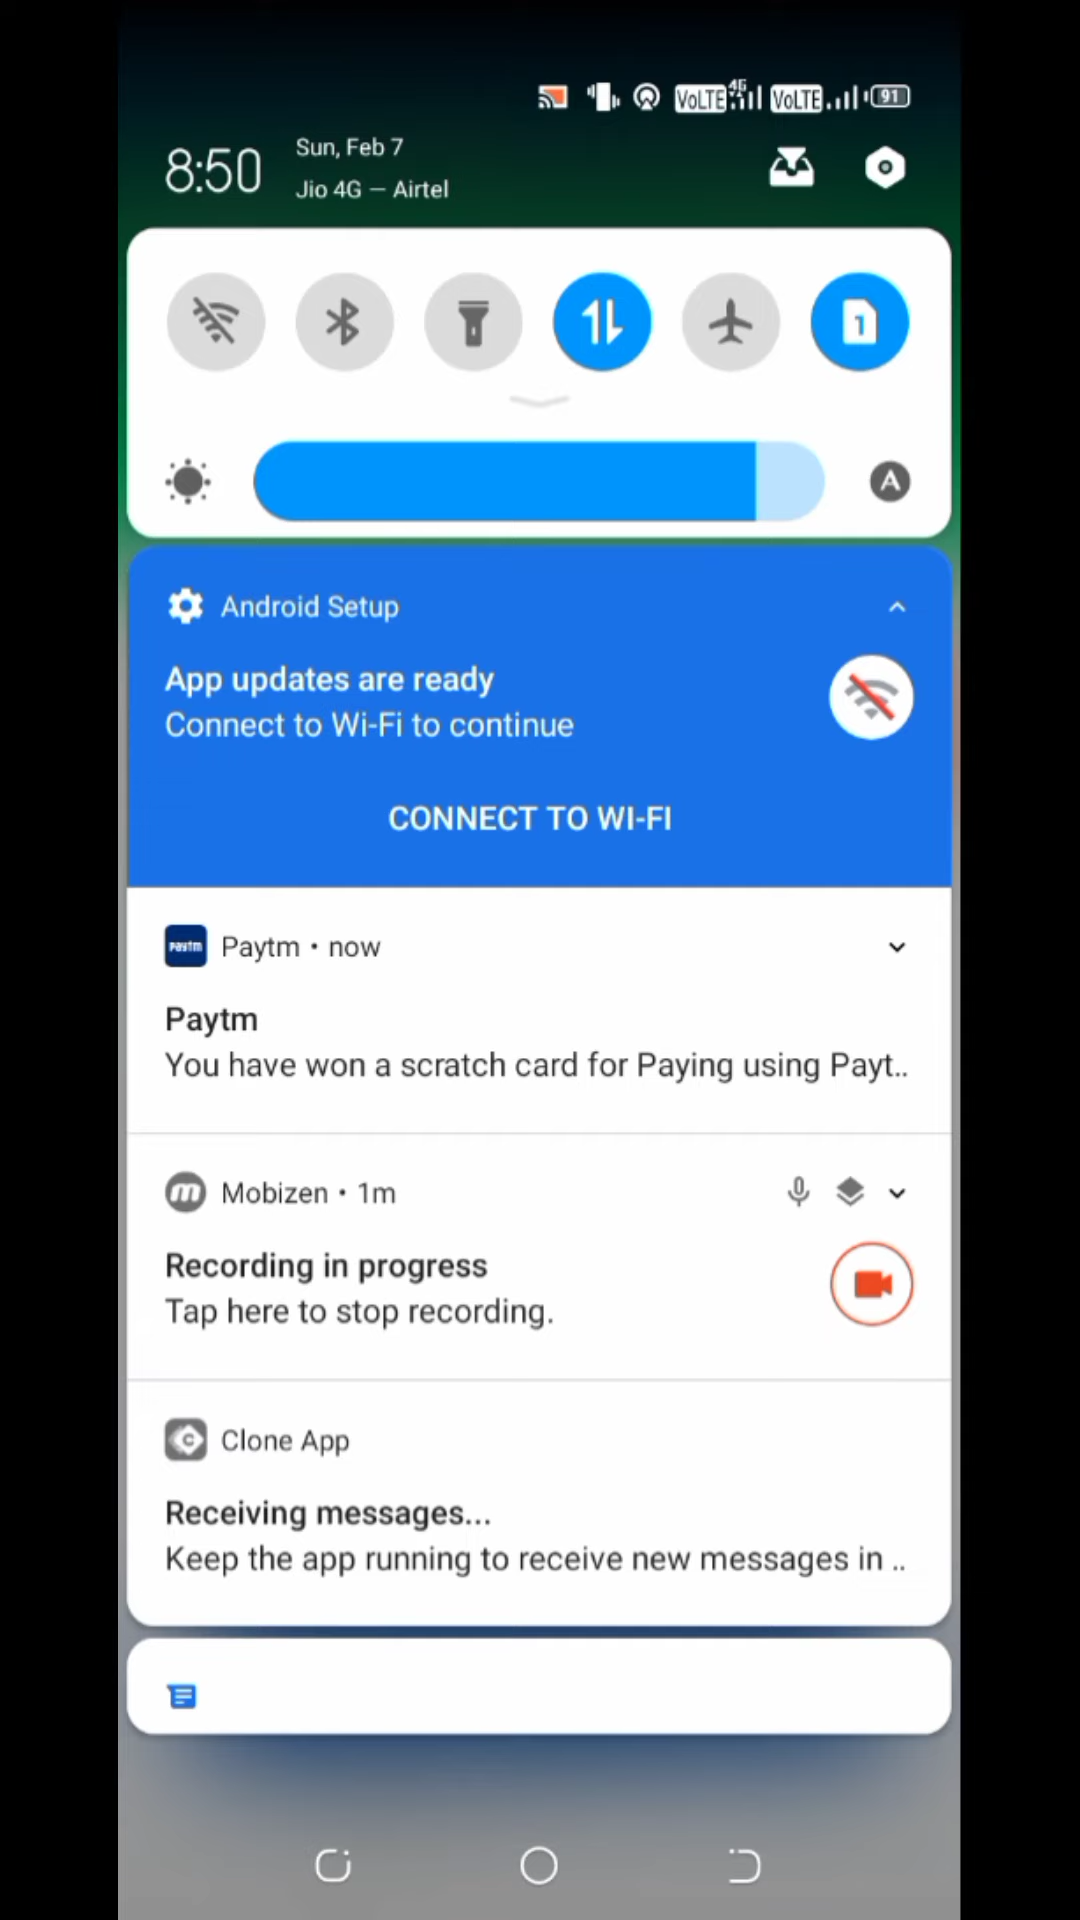 VoLTE 4G VoLTE 91
8:50
Sun, Feb 7
Jio 4G — Airtel
1
A
Android Setup
App updates are ready
Connect to Wi-Fi to continue
CONNECT TO WI-FI
Paytm • now
Paytm
You have won a scratch card for Paying using Payt..
Mobizen • 1m
Recording in progress
Tap here to stop recording.
Clone App
Receiving messages...
Keep the app running to receive new messages in ..